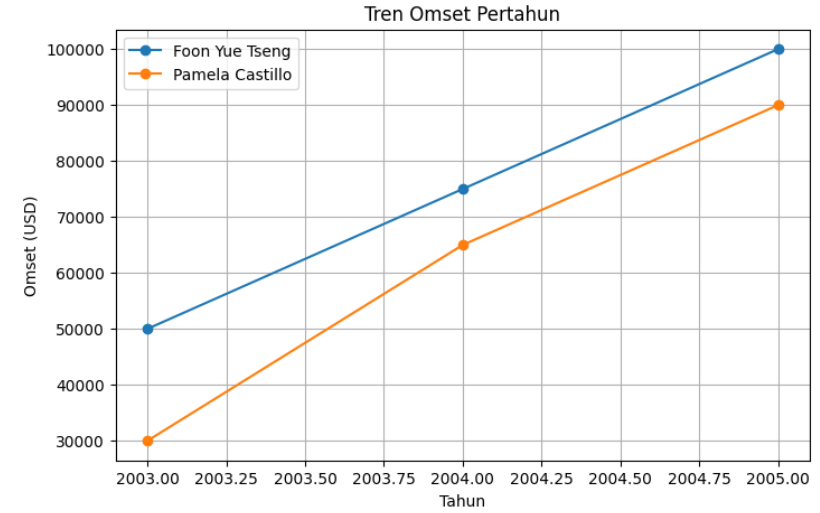 Tren Omset Pertahun
Foon Yue Tseng
Pamela Castillo
Omset (USD)
100000
90000
80000
70000
60000
50000
40000
30000
2003.00 2003.25 2003.50 2003.75 2004.00 2004.25 2004.50 2004.75 2005.00
Tahun